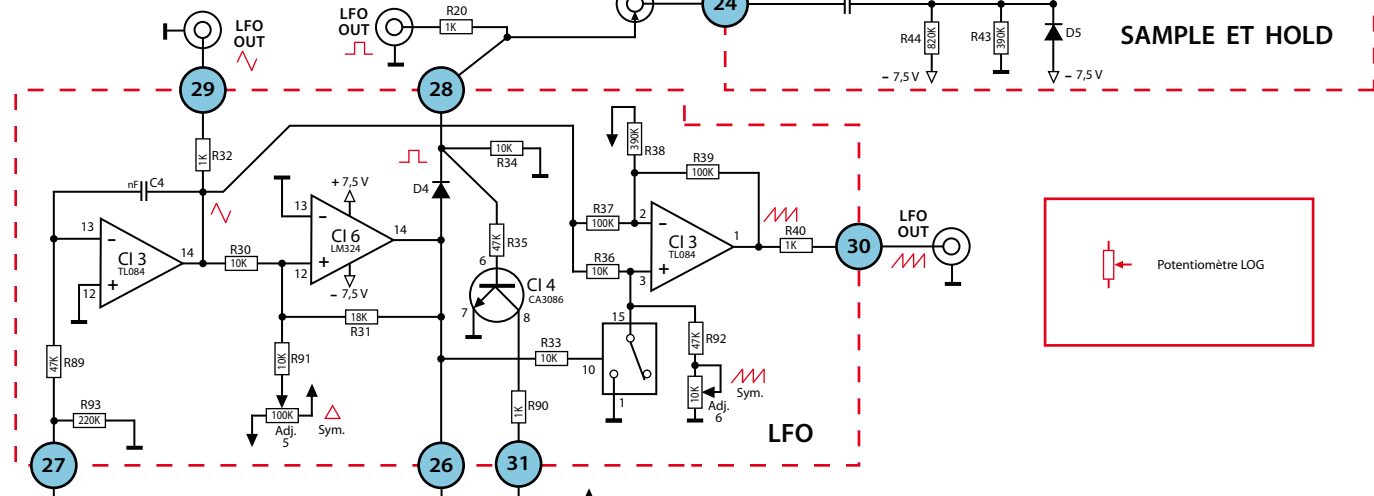 LFO
OUT
LFO
OUT
R20
1K
24
R44
820K
R43
390K
D5
SAMPLE ET HOLD
– 7,5 V
– 7,5 V
29
28
R32
1K
10K
R34
390K
R38
R39
100K
nF
C4
D4
+ 7,5 V
13
–
CI 3
TL084
14
+
12
R30
10K
13
–
CI 6
LM324
14
+
12
– 7,5 V
R35
47K
6
CI 4
CA3086
7
8
R37
100K
2
–
CI 3
TL084
1
R36
10K
+
3
R40
1K
30
LFO
OUT
Potentiomètre LOG
18K
R31
15
R92
47K
R33
10K
10
1
R89
47K
R91
10K
R93
220K
100K
Adj.
5
Sym.
R90
1K
10K
Adj.
6
Sym.
LFO
27
26
31